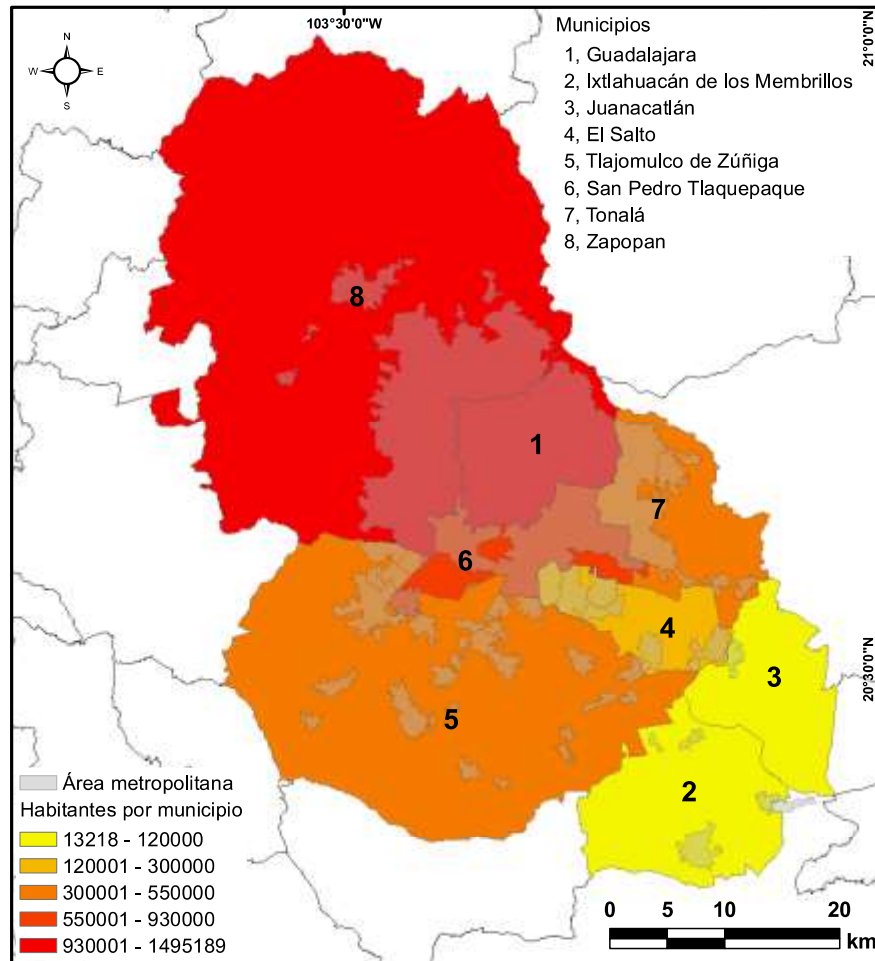 103°30'0"W
21°0'0"N
N
W E
S
Municipios
1, Guadalajara
2, Ixtlahuacán de los Membrillos
3, Juanacatlán
4, El Salto
5, Tlajomulco de Zúñiga
6, San Pedro Tlaquepaque
7, Tonalá
8, Zapopan
8
1
7
6
4
3
5
2
20°30'0"N
Área metropolitana
Habitantes por municipio
13218 - 120000
120001 - 300000
300001 - 550000
550001 - 930000
930001 - 1495189
0 5 10 20
km